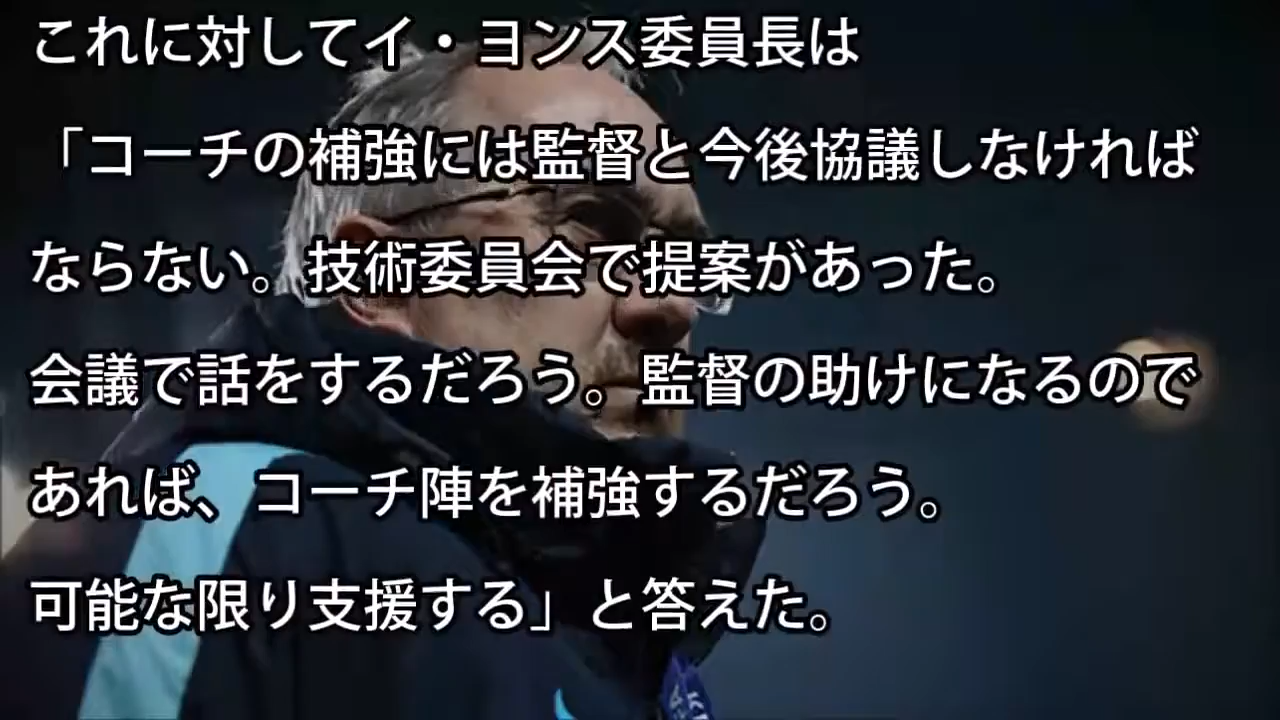 これに対してイ・ヨンス委員長は
「コーチの補強には監督と今後協議しなければ
ならない。技術委員会で提案があった。
会議で話をするだろう。監督の助けになるので
あれば、コーチ陣を補強するだろう。
可能な限り支援する」と答えた。